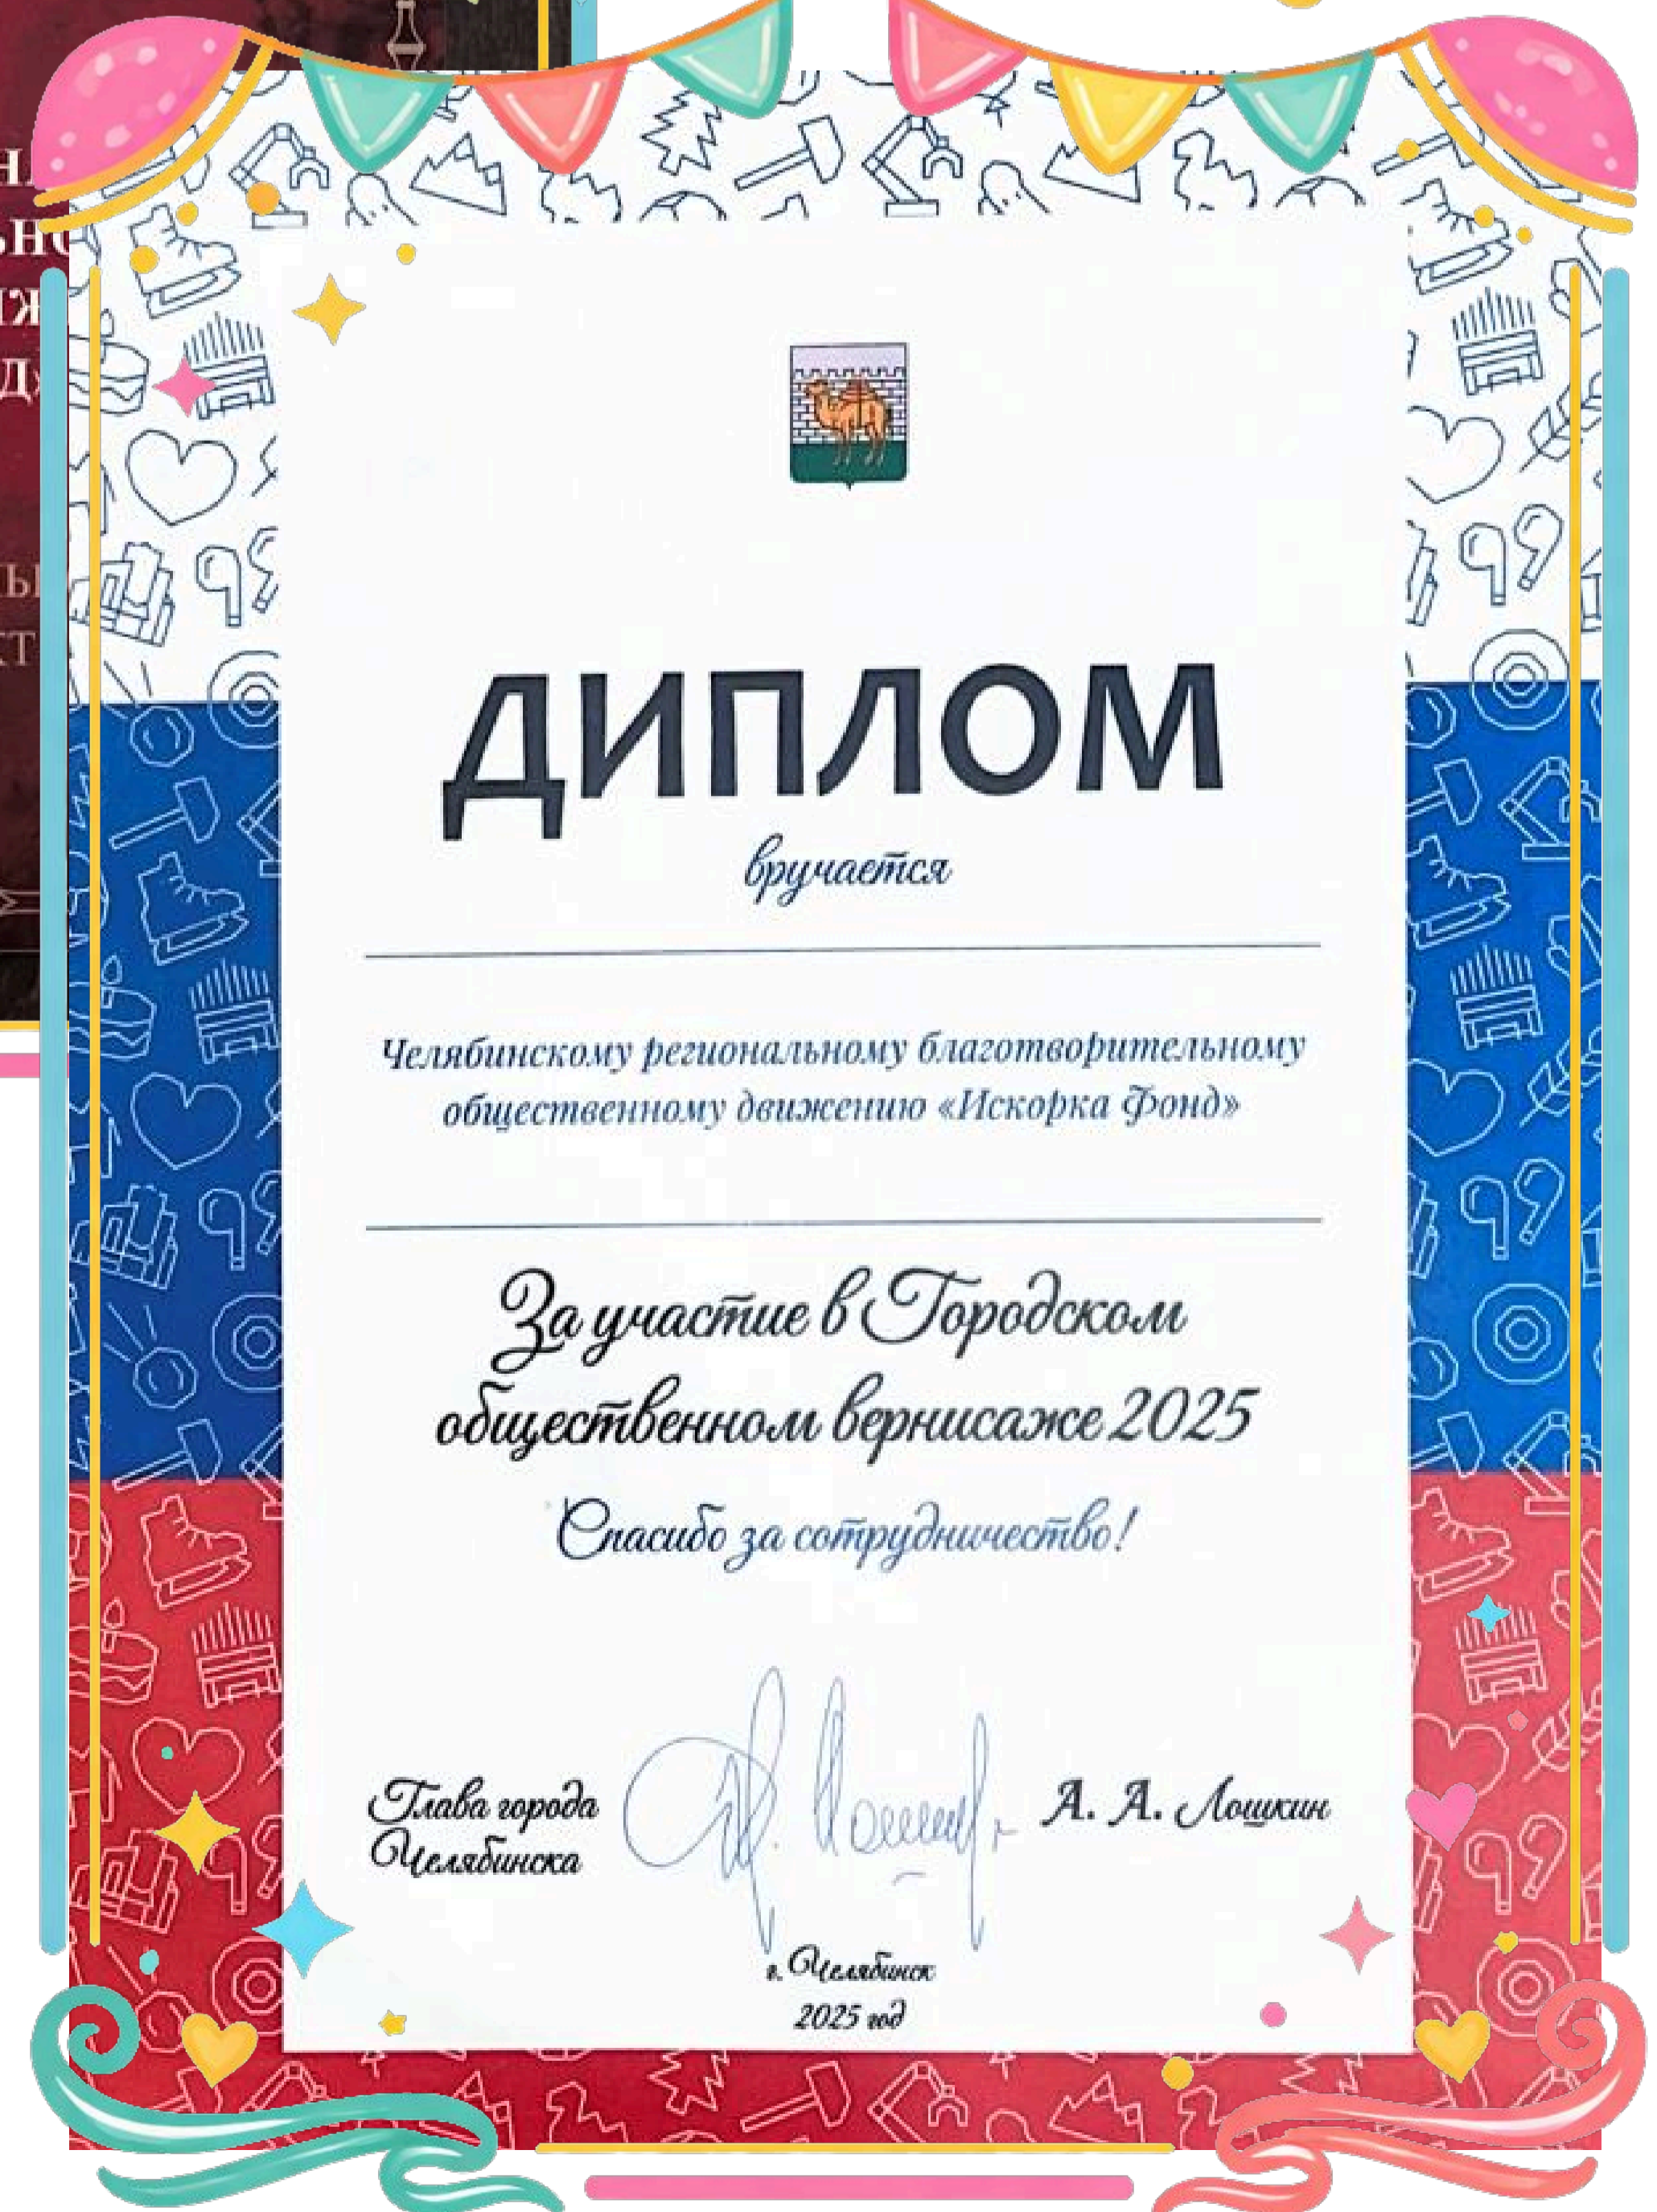 ДИПЛОМ
вручается
Челябинскому региональному благотворительному
общественному движению «Искорка Фонд»
За участие в Городском
общественном вернисаже 2025
Спасибо за сотрудничество!
Глава города
Челябинска
А. А. Лошкин
г. Челябинск
2025 год